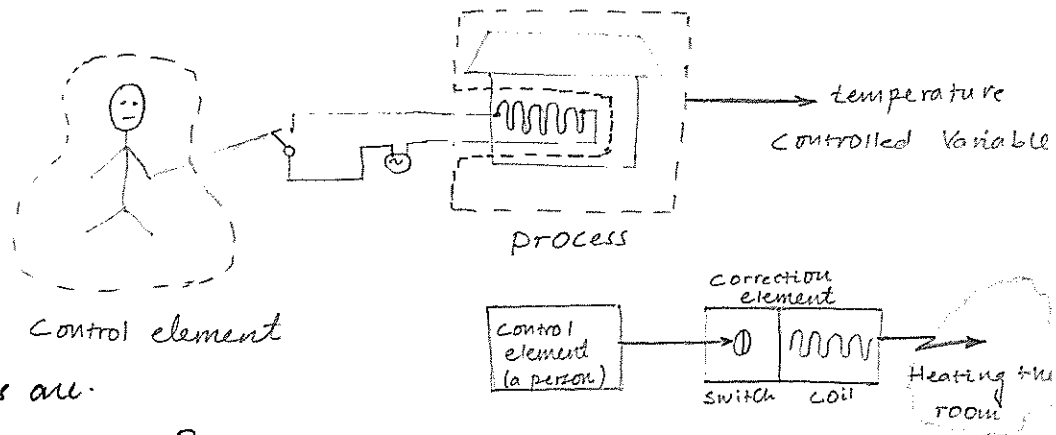 temperature
Controlled Variable
process
Control element
Correction
element
Control
element
(a person)
Switch
Coil
Heating the
room
s are.